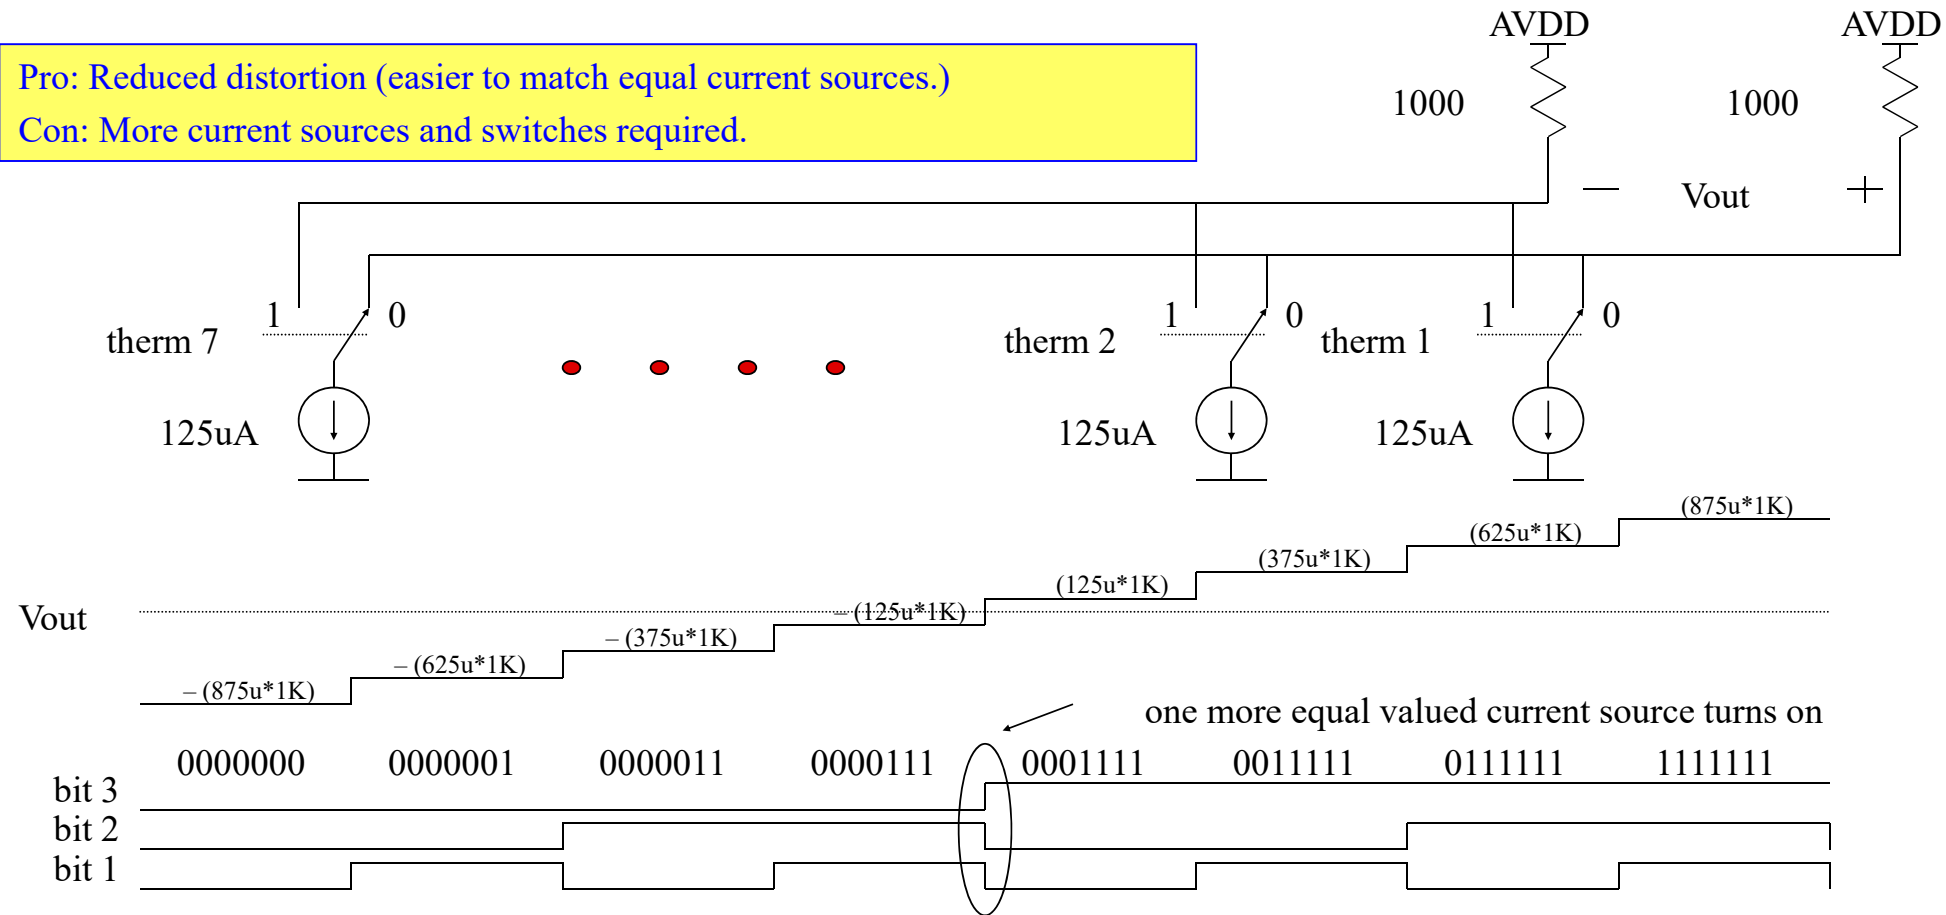 AVDD AVDD
Pro: Reduced distortion (easier to match equal current sources.)
Con: More current sources and switches required.
1000 1000
− Vout +
1 0 1 0 1 0
therm 7 therm 2 therm 1
125uA 125uA 125uA
(875u*1K)
(625u*1K)
(375u*1K)
(125u*1K)
Vout
– (125u*1K)
– (375u*1K)
– (625u*1K)
– (875u*1K)
one more equal valued current source turns on
0000000 0000001 0000011 0000111 0001111 0011111 0111111 1111111
bit 3
bit 2
bit 1